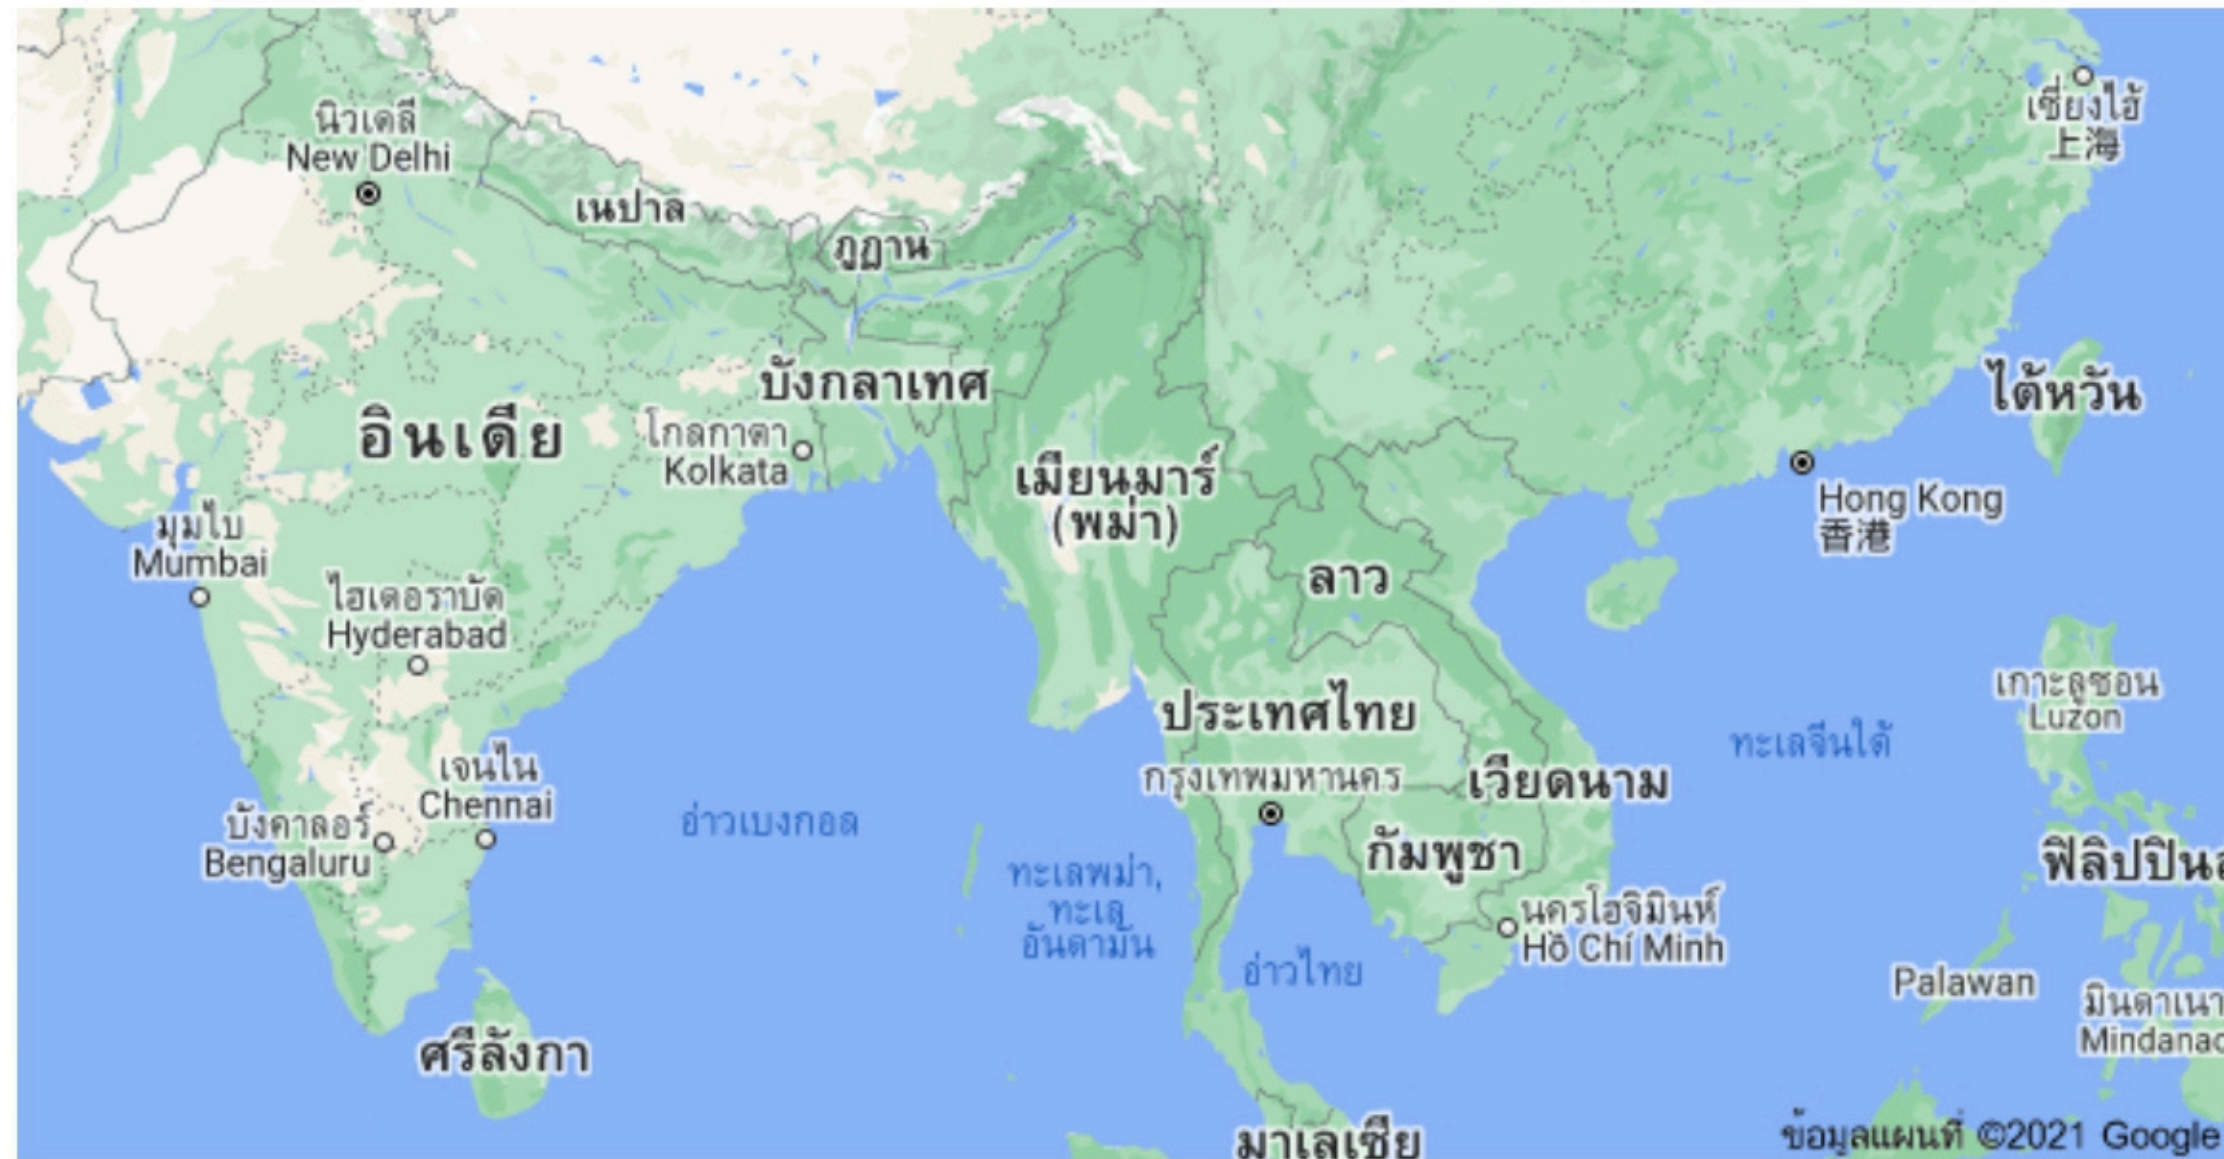 เซี่ยงไฮ้
上海
นิวเดลี
New Delhi
เนปาล
ภูฏาน
บังกลาเทศ
ไต้หวัน
อินเดีย
โกลกาตา
Kolkata
เมียนมาร์
(พม่า)
Hong Kong
香港
มุมไบ
Mumbai
ลาว
ไฮเดอราบัด
Hyderabad
เกาะลูซอน
Luzon
ประเทศไทย
ทะเลจีนใต้
กรุงเทพมหานคร
เวียดนาม
เจนไน
Chennai
บังคาลอร์
Bengaluru
อ่าวเบงกอล
กัมพูชา
ทะเลพม่า,
ทะเล
อันดามัน
นครโฮจิมินห์
Hồ Chí Minh
อ่าวไทย
Palawan
ศรีลังกา
มาเลเซีย
ข้อมูลแผนที่ ©2021 Google